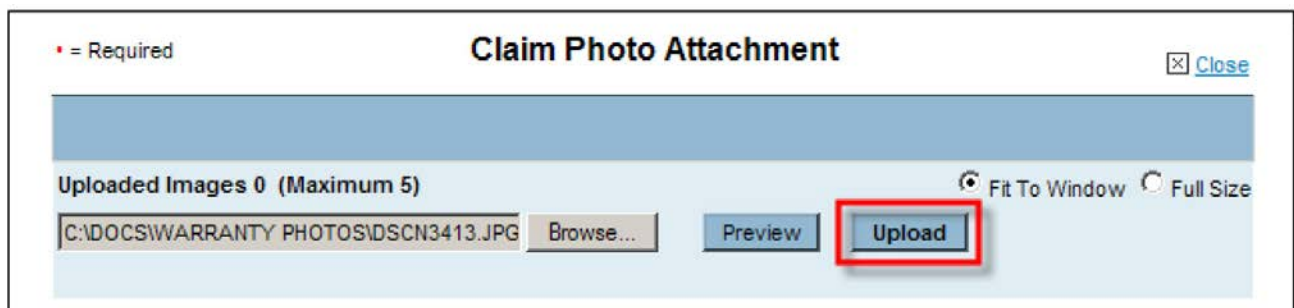 • = Required
Claim Photo Attachment
Close
Uploaded Images 0 (Maximum 5)
Fit To Window
Full Size
C:\DOCS\WARRANTY PHOTOS\DSCN3413.JPG
Browse...
Preview
Upload